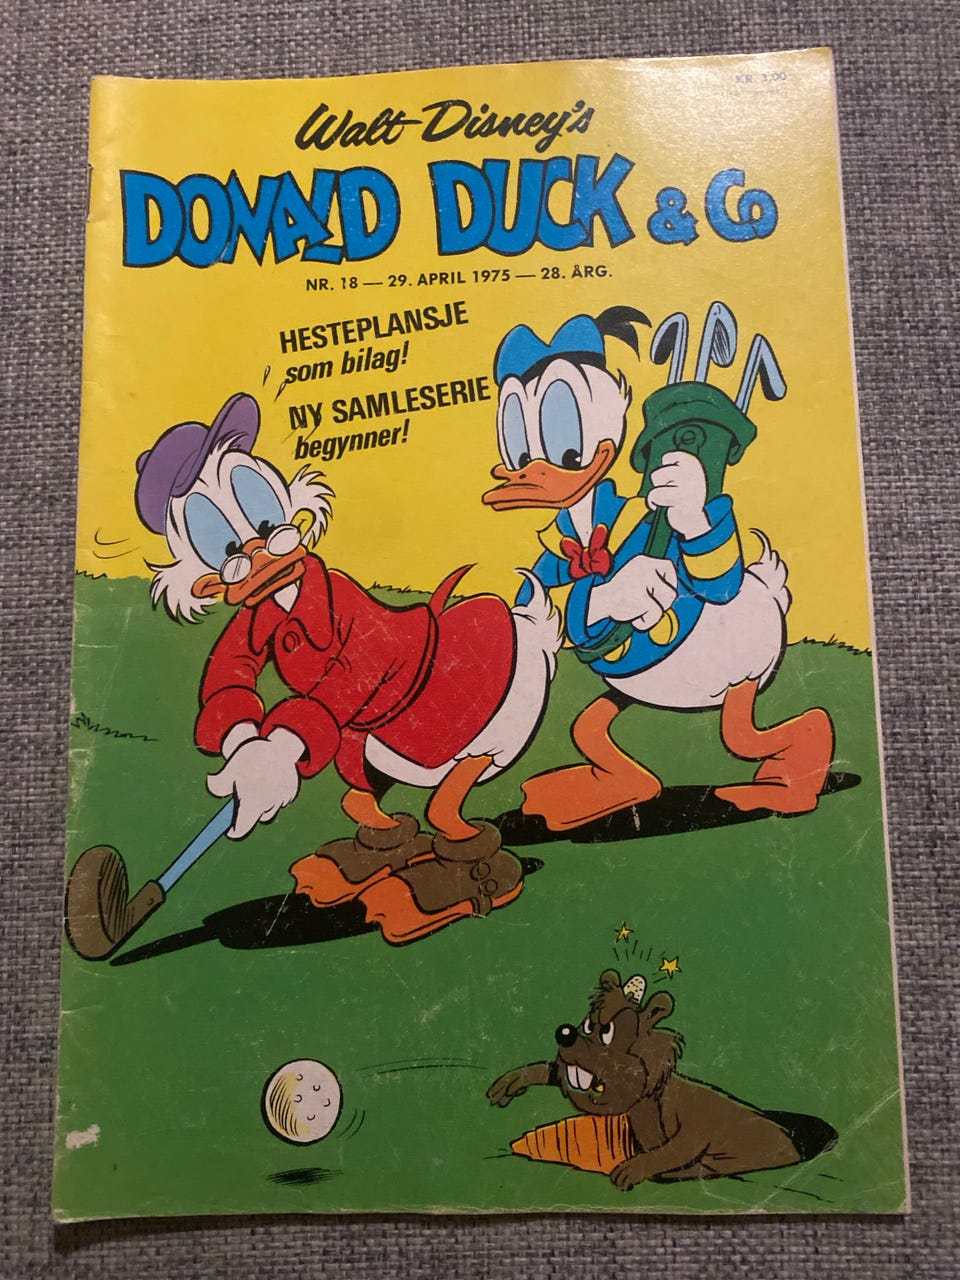 KR. 3,00
Walt Disney's
DONALD DUCK & Co
NR. 18 — 29. APRIL 1975 — 28. ÅRG.
HESTEPLANSJE
som bilag!
NY SAMLESERIE
begynner!